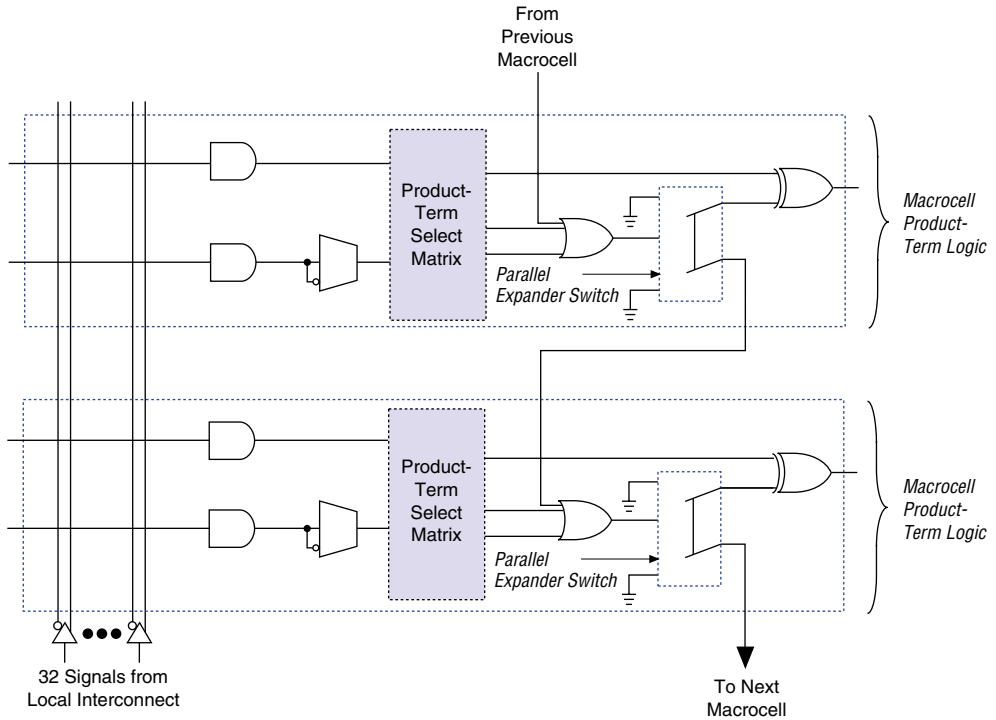 From
Previous
Macrocell
Product-
Term
Select
Matrix
Parallel
Expander Switch
Macrocell
Product-
Term Logic
Product-
Term
Select
Matrix
Parallel
Expander Switch
Macrocell
Product-
Term Logic
32 Signals from
Local Interconnect
To Next
Macrocell